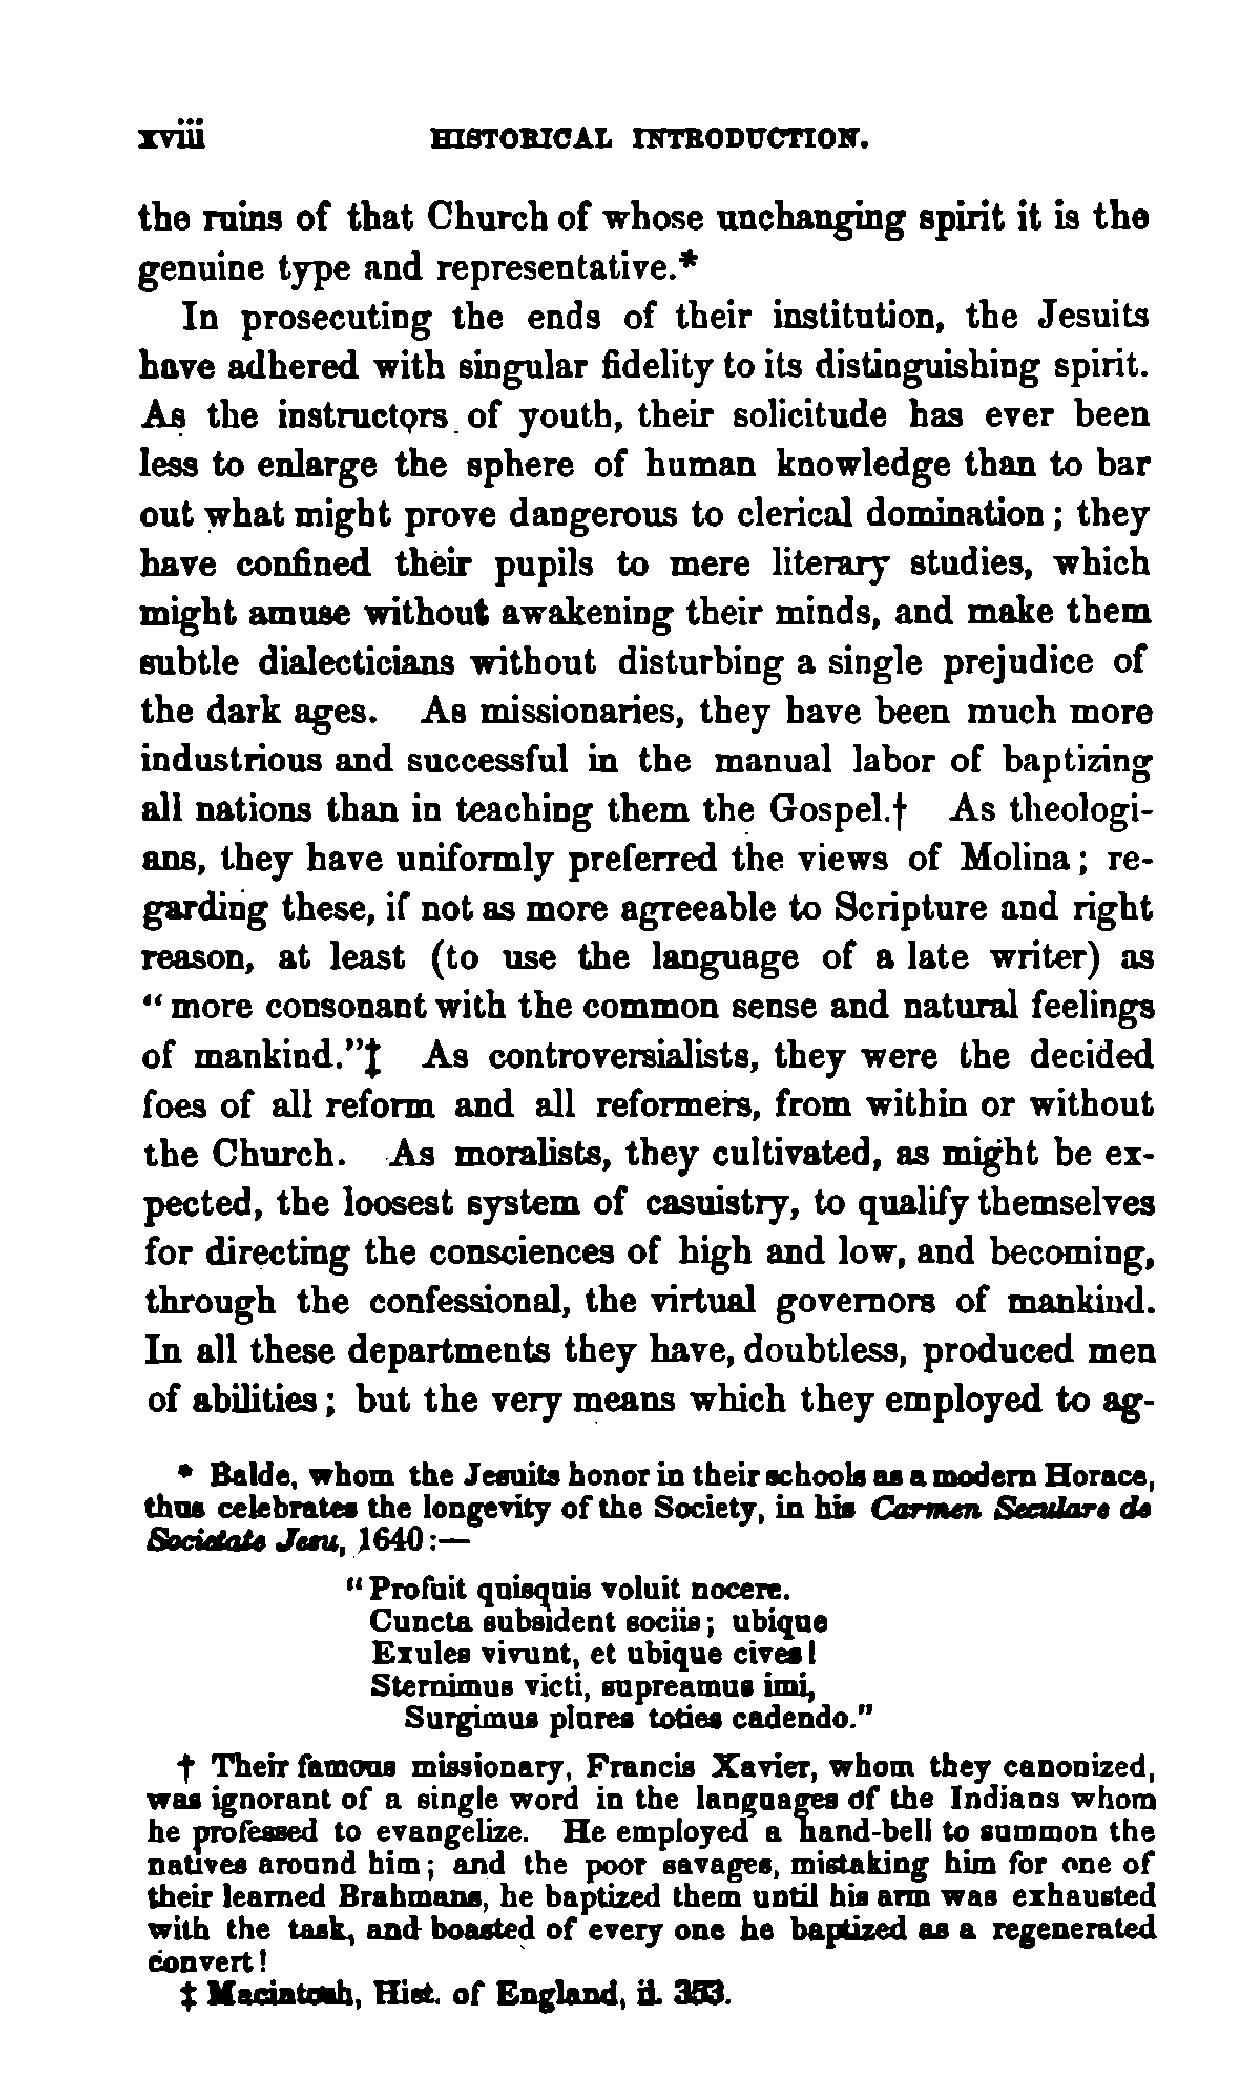 xviii HISTORICAL INTRODUCTION.
the ruins of that Church of whose unchanging spirit it is the
genuine type and representative.*
In prosecuting the ends of their institution, the Jesuits
have adhered with singular fidelity to its distinguishing spirit.
As the instructors of youth, their solicitude has ever been
less to enlarge the sphere of human knowledge than to bar
out what might prove dangerous to clerical domination; they
have confined their pupils to mere literary studies, which
might amuse without awakening their minds, and make them
subtle dialecticians without disturbing a single prejudice of
the dark ages. As missionaries, they have been much more
industrious and successful in the manual labor of baptizing
all nations than in teaching them the Gospel.† As theologi-
ans, they have uniformly preferred the views of Molina; re-
garding these, if not as more agreeable to Scripture and right
reason, at least (to use the language of a late writer) as
"more consonant with the common sense and natural feelings
of mankind."‡ As controversialists, they were the decided
foes of all reform and all reformers, from within or without
the Church. As moralists, they cultivated, as might be ex-
pected, the loosest system of casuistry, to qualify themselves
for directing the consciences of high and low, and becoming,
through the confessional, the virtual governors of mankind.
In all these departments they have, doubtless, produced men
of abilities; but the very means which they employed to ag-
* Balde, whom the Jesuits honor in their schools as a modern Horace,
thus celebrates the longevity of the Society, in his Carmen Seculare de
Societate Jesu, 1640:—
"Profuit quisquis voluit nocere.
Cuncta subsident sociis; ubique
Exules vivunt, et ubique cives!
Sternimus victi, supreamus imi,
Surgimus plures toties cadendo."
† Their famous missionary, Francis Xavier, whom they canonized,
was ignorant of a single word in the languages of the Indians whom
he professed to evangelize. He employed a hand-bell to summon the
natives around him; and the poor savages, mistaking him for one of
their learned Brahmans, he baptized them until his arm was exhausted
with the task, and boasted of every one he baptized as a regenerated
convert!
‡ Macintosh, Hist. of England, ii. 353.